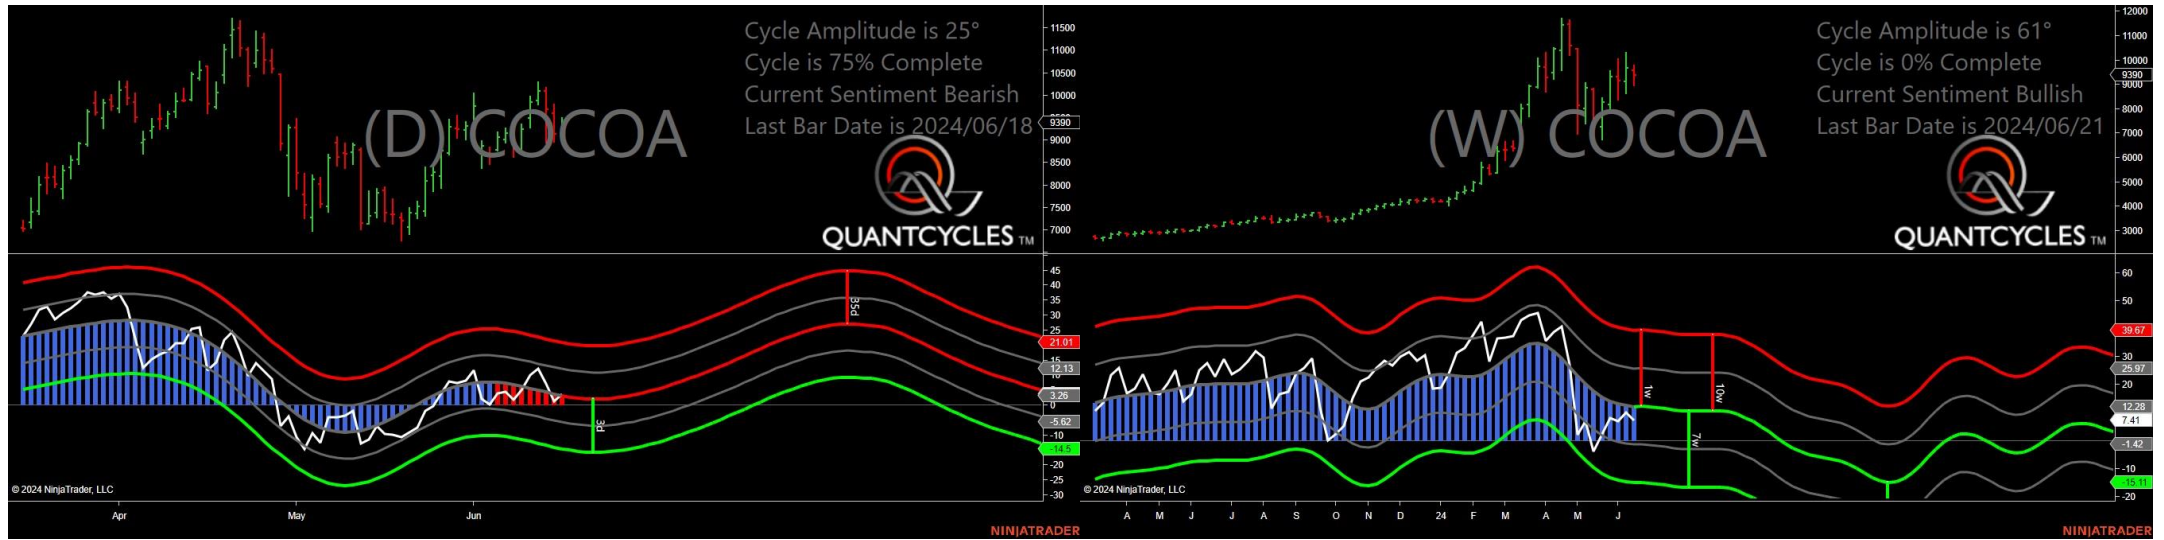 Cycle Amplitude is 25°
Cycle is 75% Complete
Current Sentiment Bearish
Last Bar Date is 2024/06/18
(D) COCOA
QUANTCYCLES TM
11500
11000
10500
10000
9390
9000
8500
8000
7500
7000
45
40
35
30
25
21.01
15
12.13
10
3.26
0
-5.62
-10
-14.5
-20
-25
-30
35d
3d
© 2024 NinjaTrader, LLC
Apr
May
Jun
NINJATRADER
Cycle Amplitude is 61°
Cycle is 0% Complete
Current Sentiment Bullish
Last Bar Date is 2024/06/21
(W) COCOA
QUANTCYCLES TM
12000
11000
10000
9390
9000
8000
7000
6000
5000
4000
3000
60
50
39.67
30
25.97
20
12.28
7.41
-1.42
-10
-15.11
-20
1w
10w
7w
© 2024 NinjaTrader, LLC
A M J J A S O N D 24 F M A M J
NINJATRADER